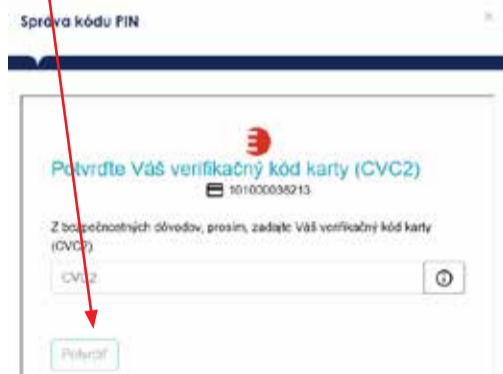 Správa kódu PIN
Potvrďte Váš verifikačný kód karty (CVC2)
101000036213
Z bezpečnostných dôvodov, prosím, zadajte Váš verifikačný kód karty
(CVC2)
CVC2
Potvrdiť